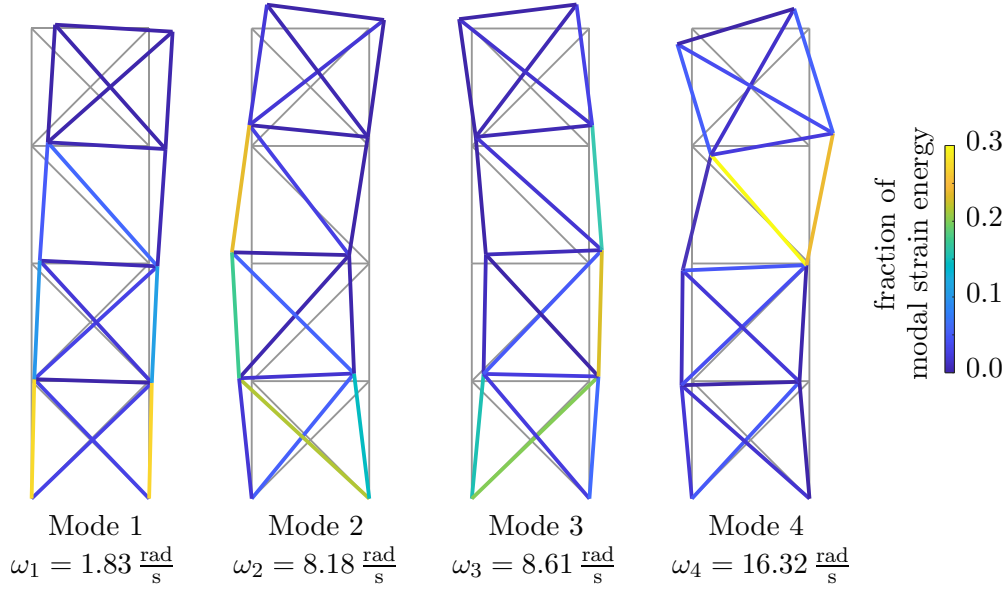 fraction of
modal strain energy
0.3
0.2
0.1
0.0
Mode 1
ω₁ = 1.83 rad/s
Mode 2
ω₂ = 8.18 rad/s
Mode 3
ω₃ = 8.61 rad/s
Mode 4
ω₄ = 16.32 rad/s